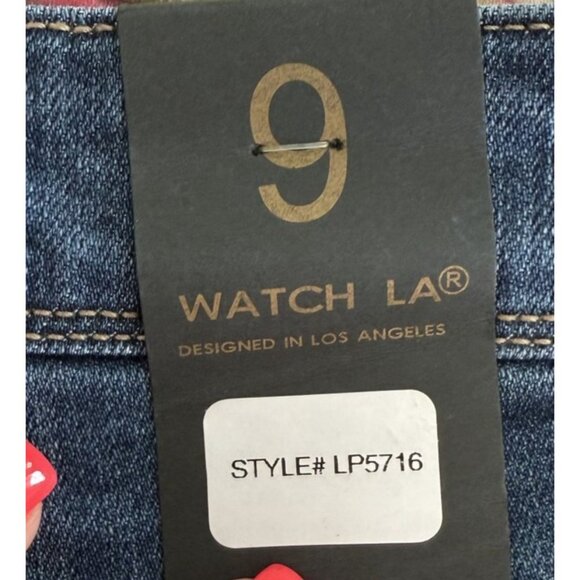 9
WATCH LA®
DESIGNED IN LOS ANGELES
STYLE# LP5716